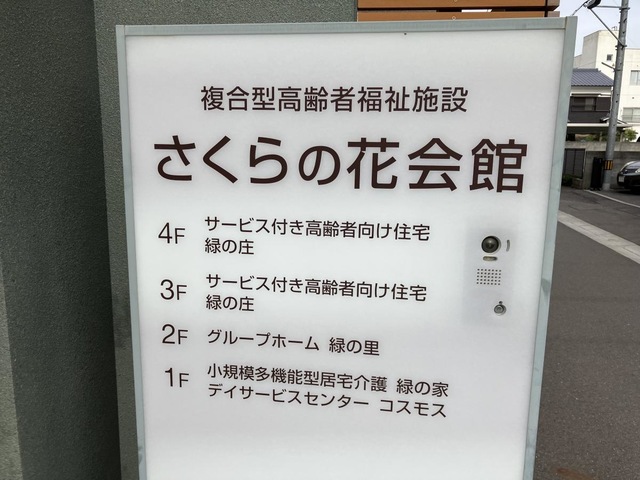 複合型高齢者福祉施設
さくらの花会館
4F サービス付き高齢者向け住宅
緑の庄
3F サービス付き高齢者向け住宅
緑の庄
2F グループホーム 緑の里
1F 小規模多機能型居宅介護 緑の家
デイサービスセンター コスモス